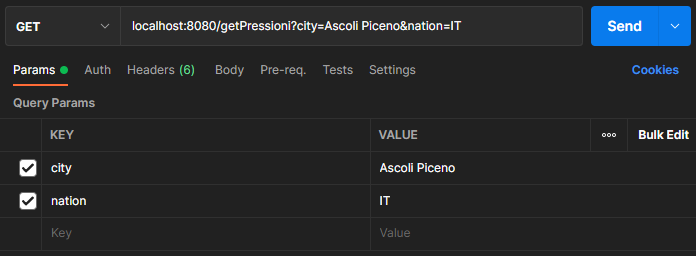 GET localhost:8080/getPressioni?city=Ascoli Piceno&nation=IT Send
Params Auth Headers (6) Body Pre-req. Tests Settings Cookies
Query Params
KEY VALUE ooo Bulk Edit
city Ascoli Piceno
nation IT
Key Value